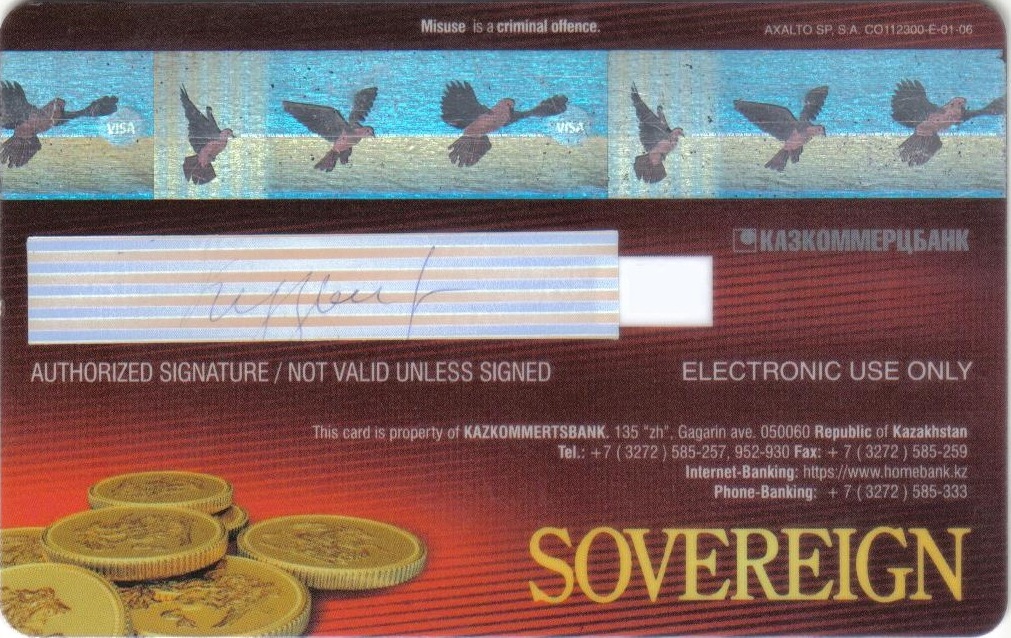 Misuse is a criminal offence.
AXALTO SP, S.A. CO112300-E-01-06
VISA
VISA
КАЗКОММЕРЦБАНК
AUTHORIZED SIGNATURE / NOT VALID UNLESS SIGNED
ELECTRONIC USE ONLY
This card is property of KAZKOMMERTSBANK. 135 "zh", Gagarin ave. 050060 Republic of Kazakhstan
Tel.: +7 ( 3272 ) 585-257, 952-930 Fax: + 7 ( 3272 ) 585-259
Internet-Banking: https://www.homebank.kz
Phone-Banking: + 7 ( 3272 ) 585-333
SOVEREIGN